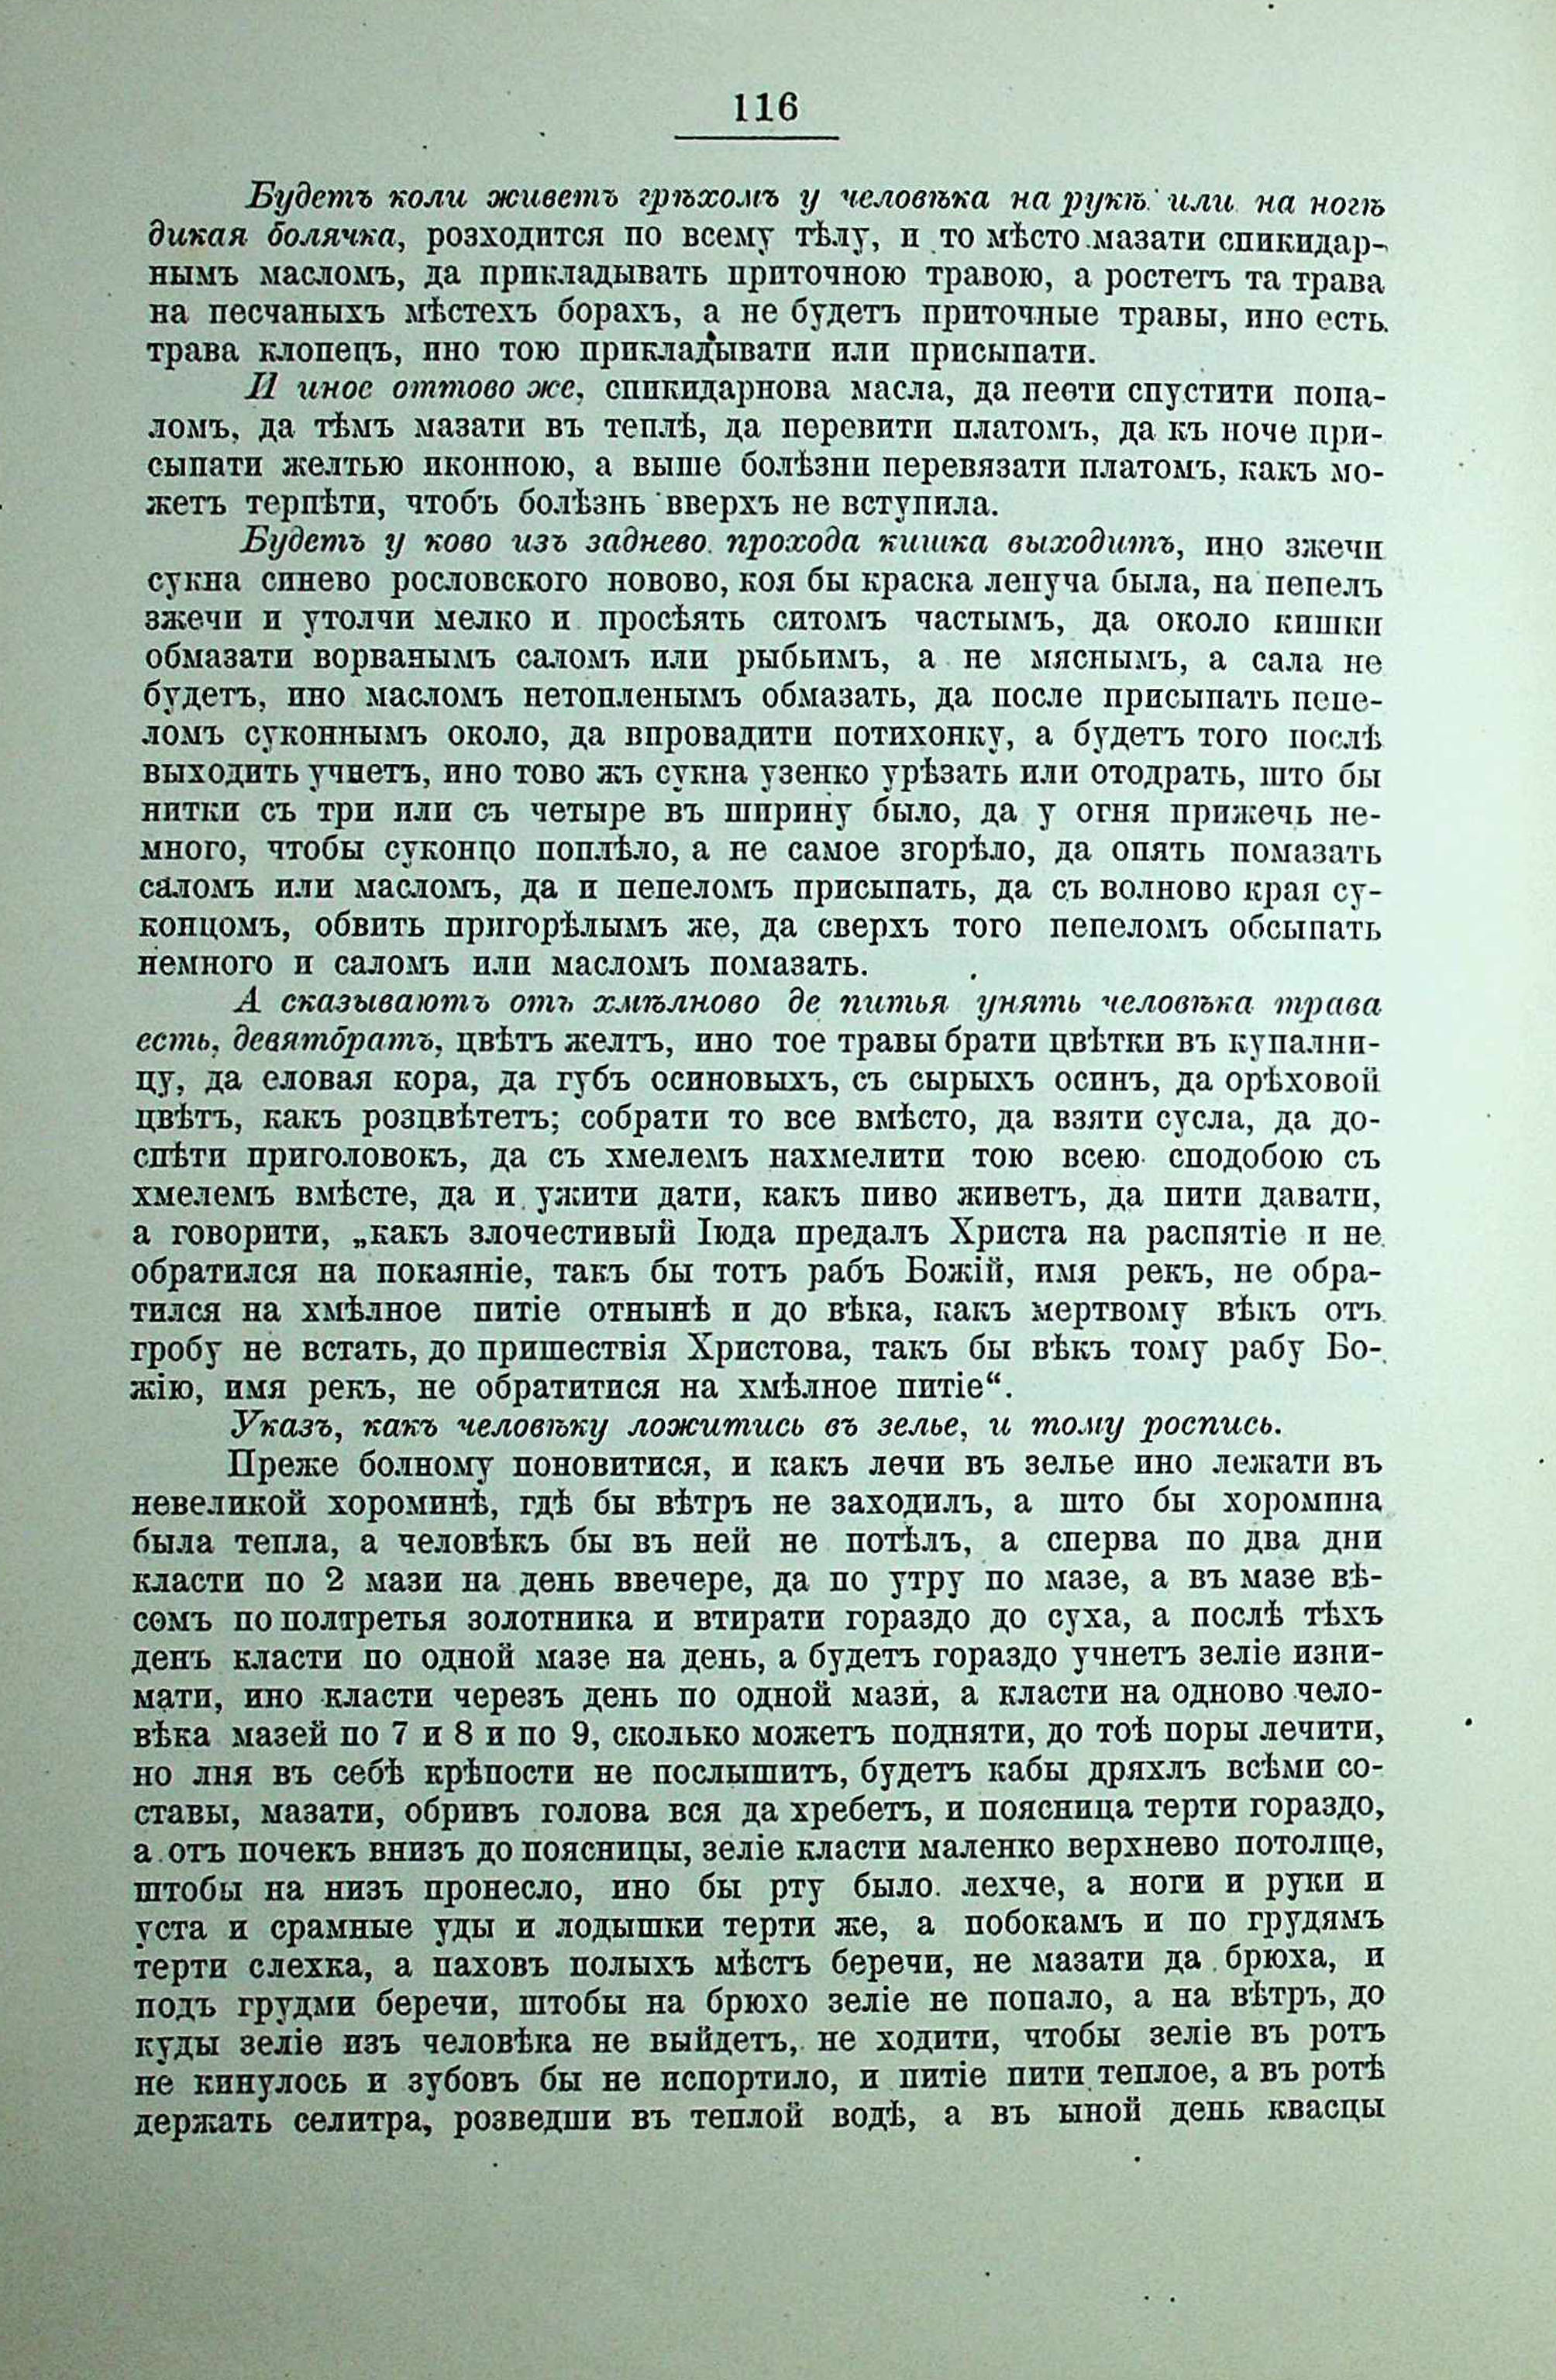 116
Будетъ коли живетъ грѣхомъ у человѣка на рукѣ или на ногѣ
дикая болячка, розходится по всему тѣлу, и то мѣсто мазати спикидар-
нымъ масломъ, да прикладывать приточною травою, а ростетъ та трава
на песчаныхъ мѣстехъ борахъ, а не будетъ приточные травы, ино есть
трава клопецъ, ино тою прикладывати или присыпати.
И иное оттово же, спикидарнова масла, да неѳти спустити попа-
ломъ, да тѣмъ мазати въ теплѣ, да перевити платомъ, да къ ноче при-
сыпати желтью иконною, а выше болѣзни перевязати платомъ, какъ мо-
жетъ терпѣти, чтобъ болѣзнь вверхъ не вступила.
Будетъ у ково изъ заднево прохода кишка выходитъ, ино зжечи
сукна синево рословского новово, коя бы краска ленуча была, на пепелъ
зжечи и утолчи мелко и просѣять ситомъ частымъ, да около кишки
обмазати ворванымъ саломъ или рыбьимъ, а не мяснымъ, а сала не
будетъ, ино масломъ нетопленымъ обмазать, да после присыпать пепе-
ломъ суконнымъ около, да впровадити потихонку, а будетъ того послѣ
выходить учнетъ, ино тово жъ сукна узенко урѣзать или отодрать, што бы
нитки съ три или съ четыре въ ширину было, да у огня прижечь не-
много, чтобы суконцо поплѣло, а не самое згорѣло, да опять помазать
саломъ или масломъ, да и пепеломъ присыпать, да съ волново края су-
концомъ, обвить пригорѣлымъ же, да сверхъ того пепеломъ обсыпать
немного и саломъ или масломъ помазать.
А сказываютъ отъ хмѣлново де питья унять человѣка трава
есть, девятбратъ, цвѣтъ желтъ, ино тое травы брати цвѣтки въ купални-
цу, да еловая кора, да губъ осиновыхъ, съ сырыхъ осинъ, да орѣховой
цвѣтъ, какъ розцвѣтетъ; собрати то все вмѣсто, да взяти сусла, да до-
спѣти приголовокъ, да съ хмелемъ нахмелити тою всею сподобою съ
хмелемъ вмѣсте, да и ужити дати, какъ пиво живетъ, да пити давати,
а говорити, „какъ злочестивый Іюда предалъ Христа на распятіе и не
обратился на покаяніе, такъ бы тотъ рабъ Божій, имя рекъ, не обра-
тился на хмѣлное питіе отнынѣ и до вѣка, какъ мертвому вѣкъ отъ
гробу не встать, до пришествія Христова, такъ бы вѣкъ тому рабу Бо-
жію, имя рекъ, не обратитися на хмѣлное питіе“.
Указъ, какъ человѣку ложитись въ зелье, и тому роспись.
Преже болному поновитися, и какъ лечи въ зелье ино лежати въ
невеликой хороминѣ, гдѣ бы вѣтръ не заходилъ, а што бы хоромина
была тепла, а человѣкъ бы въ ней не потѣлъ, а сперва по два дни
класти по 2 мази на день ввечере, да по утру по мазе, а въ мазе вѣ-
сомъ по полтретья золотника и втирати гораздо до суха, а послѣ тѣхъ
денъ класти по одной мазе на день, а будетъ гораздо учнетъ зеліе изни-
мати, ино класти черезъ день по одной мази, а класти на одново чело-
вѣка мазей по 7 и 8 и по 9, сколько можетъ подняти, до тоѣ поры лечити,
но лня въ себѣ крѣпости не послышитъ, будетъ кабы дряхлъ всѣми со-
ставы, мазати, обривъ голова вся да хребетъ, и поясница терти гораздо,
а отъ почекъ внизъ до поясницы, зеліе класти маленко верхнево потолще,
штобы на низъ пронесло, ино бы рту было лехче, а ноги и руки и
уста и срамные уды и лодышки терти же, а побокамъ и по грудямъ
терти слехка, а паховъ полыхъ мѣстъ беречи, не мазати да брюха, и
подъ грудми беречи, штобы на брюхо зеліе не попало, а на вѣтръ, до
куды зеліе изъ человѣка не выйдетъ, не ходити, чтобы зеліе въ ротъ
не кинулось и зубовъ бы не испортило, и питіе пити теплое, а въ ротѣ
держать селитра, розведши въ теплой водѣ, а въ ыной день квасцы